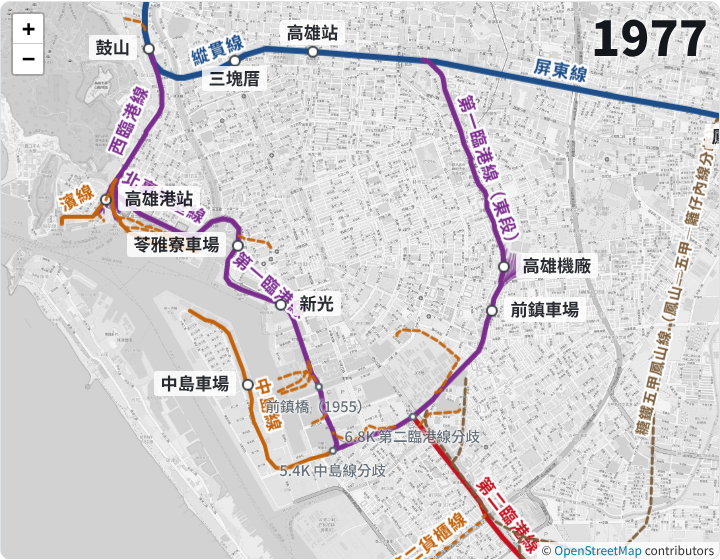 +
−
1977
高雄站
鼓山
縱貫線
三塊厝
屏東線
西臨港線
第一臨港線（東段）
濱線
高雄港站
苓雅寮車場
第一臨港
高雄機廠
新光
前鎮車場
中島車場
中島線
前鎮橋（1955）
6.8K 第二臨港線分歧
5.4K 中島線分歧
糖鐵五甲鳳山線（鳳山—五甲—籬仔內線分
第二臨港線
二貨櫃線
© OpenStreetMap contributors